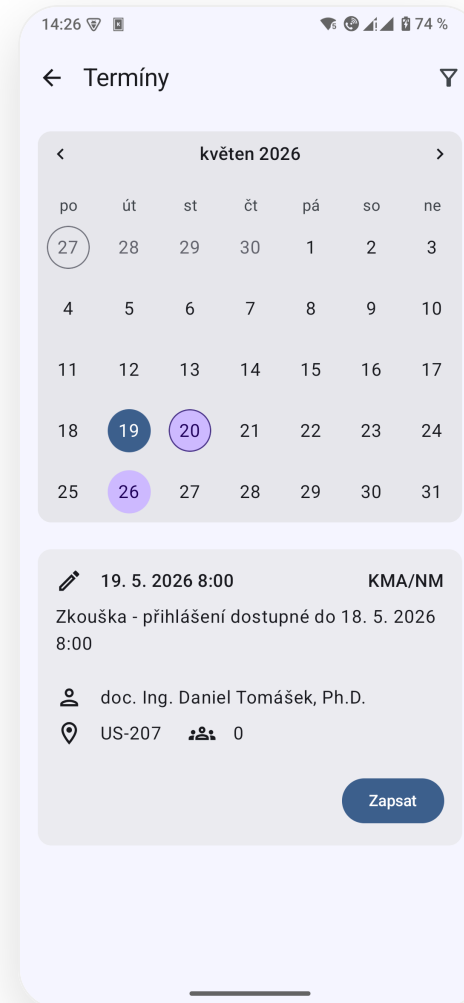 14:26 74 %
Termíny
květen 2026
po út st čt pá so ne
27 28 29 30 1 2 3
4 5 6 7 8 9 10
11 12 13 14 15 16 17
18 19 20 21 22 23 24
25 26 27 28 29 30 31
19. 5. 2026 8:00 KMA/NM
Zkouška - přihlášení dostupné do 18. 5. 2026
8:00
doc. Ing. Daniel Tomášek, Ph.D.
US-207 0
Zapsat